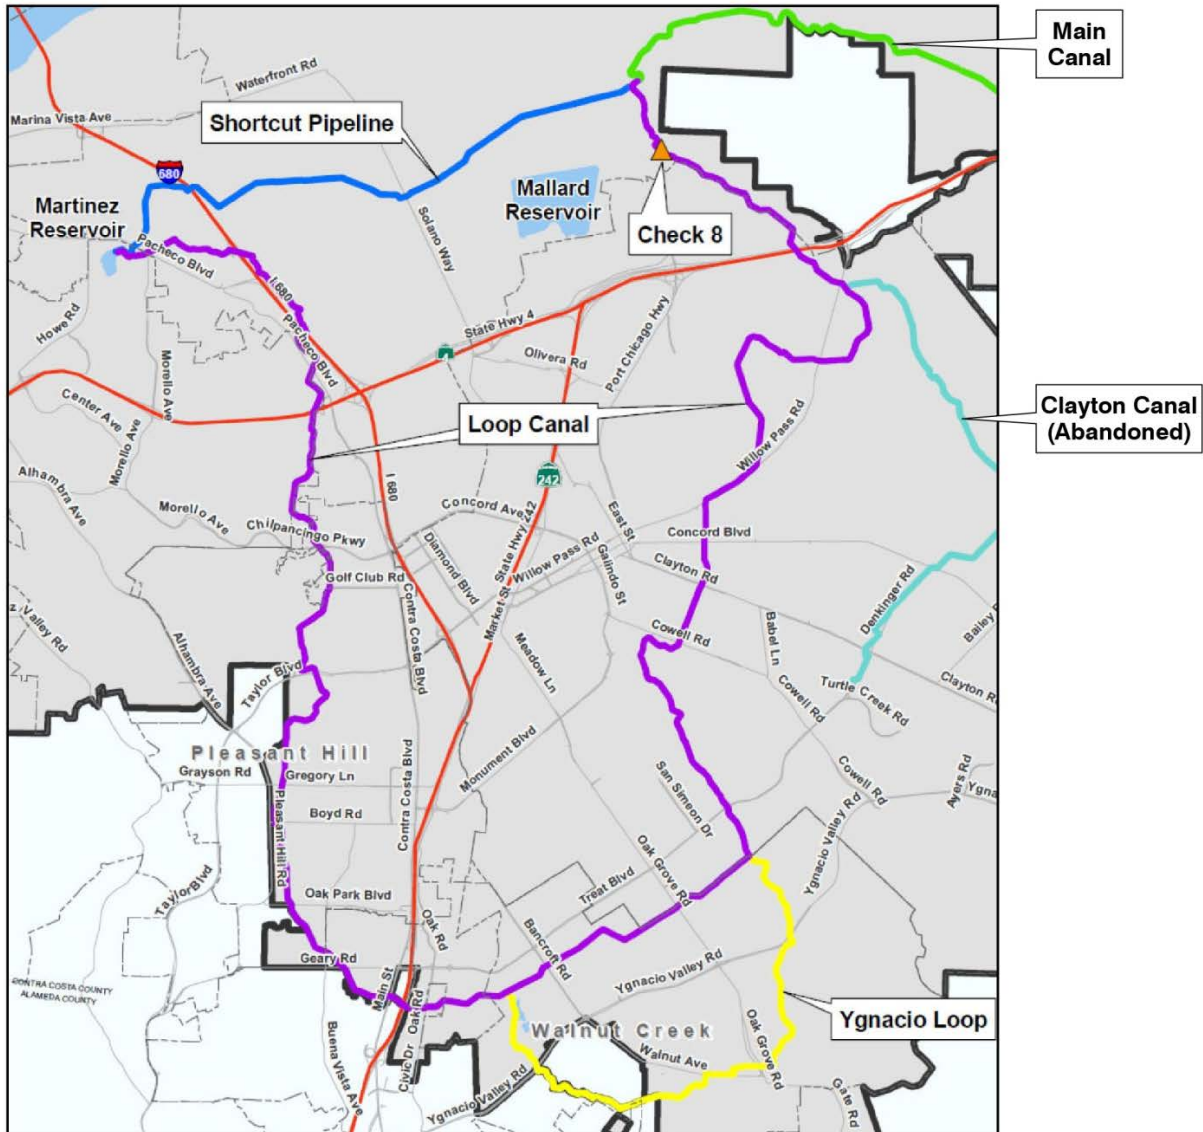 Main
Canal
Waterfront Rd
Marina Vista Ave
Shortcut Pipeline
680
Martinez
Reservoir
Mallard
Reservoir
Check 8
Solano Way
Pacheco Blvd
I 680
Howe Rd
Pacheco Blvd
State Hwy 4
4
Port Chicago Hwy
Olivera Rd
Morello Ave
Center Ave
Morello Ave
Loop Canal
Clayton Canal
(Abandoned)
Willow Pass Rd
Alhambra Ave
I 680
242
Morello Ave
Chilpancingo Pkwy
Concord Ave
State Hwy 242
East St
Concord Blvd
Diamond Blvd
Willow Pass Rd
Galindo St
Clayton Rd
Golf Club Rd
Denkinger Rd
Market St
Contra Costa Blvd
Babel Ln
Bailey R
z Valley Rd
Alhambra Ave
Cowell Rd
Meadow Ln
Taylor Blvd
Turtle Creek Rd
Clayton R
Cowell Rd
Pleasant Hill
Grayson Rd
Gregory Ln
Monument Blvd
Contra Costa Blvd
San Simeon Dr
Cowell Rd
Ayers Rd
Ygna
Boyd Rd
Pleasant Hill Rd
Ygnacio Valley Rd
Oak Grove Rd
Treat Blvd
Taylor Blvd
Oak Park Blvd
Oak Rd
Bancroft Rd
Geary Rd
Main St
Ygnacio Valley Rd
CONTRA COSTA COUNTY
ALAMEDA COUNTY
Oak Rd
Walnut Creek
Ygnacio Loop
Buena Vista Ave
Civic Dr
Walnut Ave
Oak Grove Rd
Ygnacio Valley Rd
Gate Rd